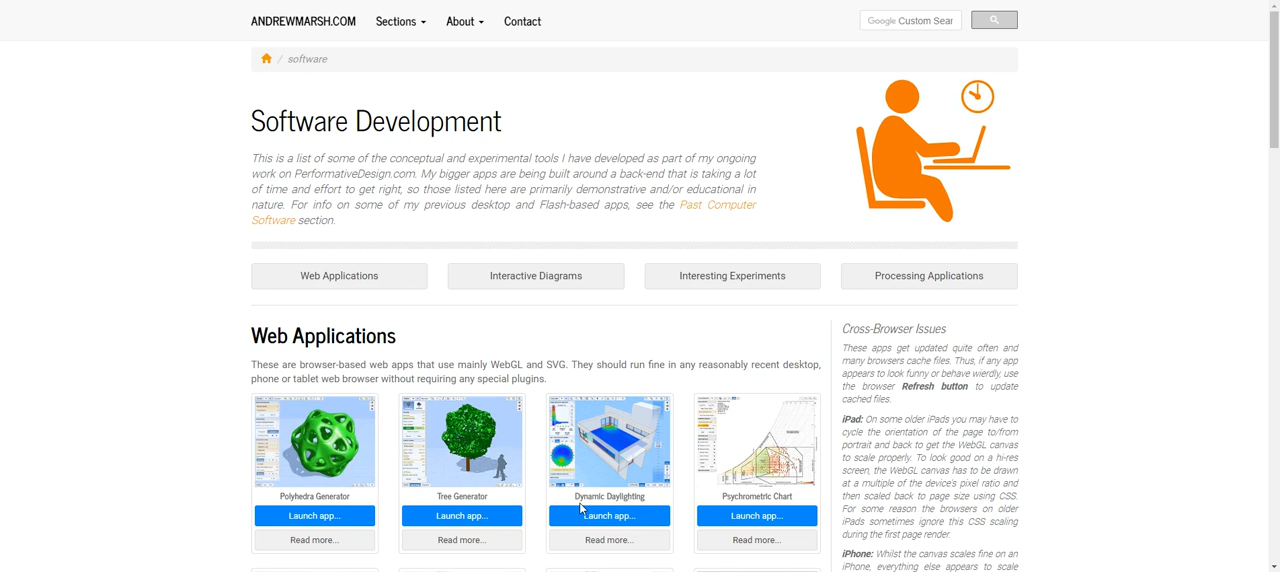 ANDREWMARSH.COM Sections About Contact
Google Custom Sear
/ software
Software Development
This is a list of some of the conceptual and experimental tools I have developed as part of my ongoing
work on PerformativeDesign.com. My bigger apps are being built around a back-end that is taking a lot
of time and effort to get right, so those listed here are primarily demonstrative and/or educational in
nature. For info on some of my previous desktop and Flash-based apps, see the Past Computer
Software section.
Web Applications Interactive Diagrams Interesting Experiments Processing Applications
Web Applications
These are browser-based web apps that use mainly WebGL and SVG. They should run fine in any reasonably recent desktop,
phone or tablet web browser without requiring any special plugins.
Polyhedra Generator Tree Generator Dynamic Daylighting Psychrometric Chart
Launch app... Launch app... Launch app... Launch app...
Read more... Read more... Read more... Read more...
Cross-Browser Issues
These apps get updated quite often and
many browsers cache files. Thus, if any app
appears to look funny or behave wierdly, use
the browser Refresh button to update
cached files.
iPad: On some older iPads you may have to
cycle the orientation of the page to/from
portrait and back to get the WebGL canvas
to scale properly. To look good on a hi-res
screen, the WebGL canvas has to be drawn
at a multiple of the device's pixel ratio and
then scaled back to page size using CSS.
For some reason the browsers on older
iPads sometimes ignore this CSS scaling
during the first page render.
iPhone: Whilst the canvas scales fine on an
iPhone, everything else appears to scale